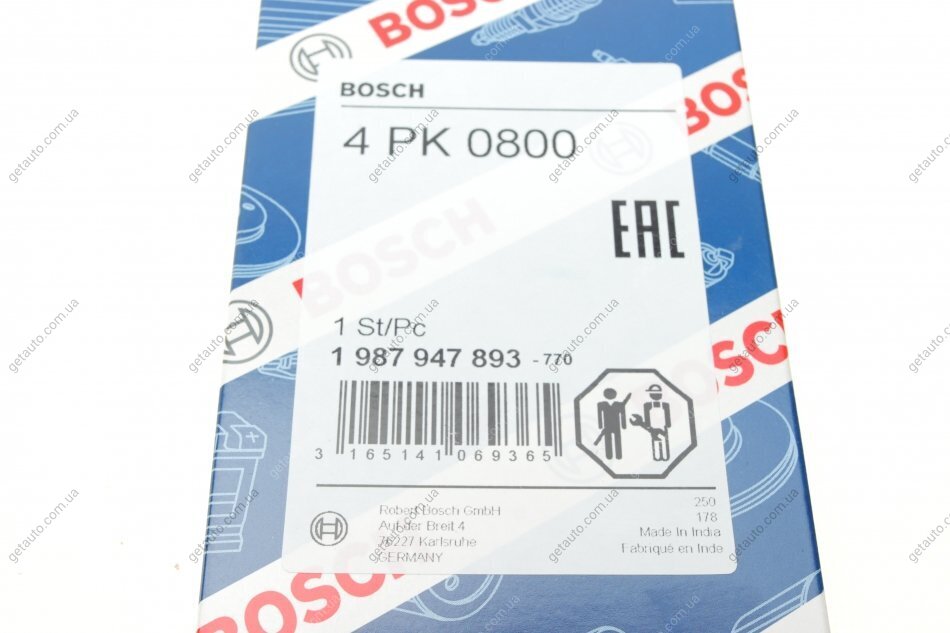 BOSCH
BOSCH
4 PK 0800
BOSCH
EAC
BOSCH
1 St/Pc
1 987 947 893 - 770
BOSCH
3 165141 069365
Robert Bosch GmbH
Auf der Breit 4
76227 Karlsruhe
GERMANY
250
178
Made In India
Fabriqué en Inde
BOSCH
getauto.com.ua